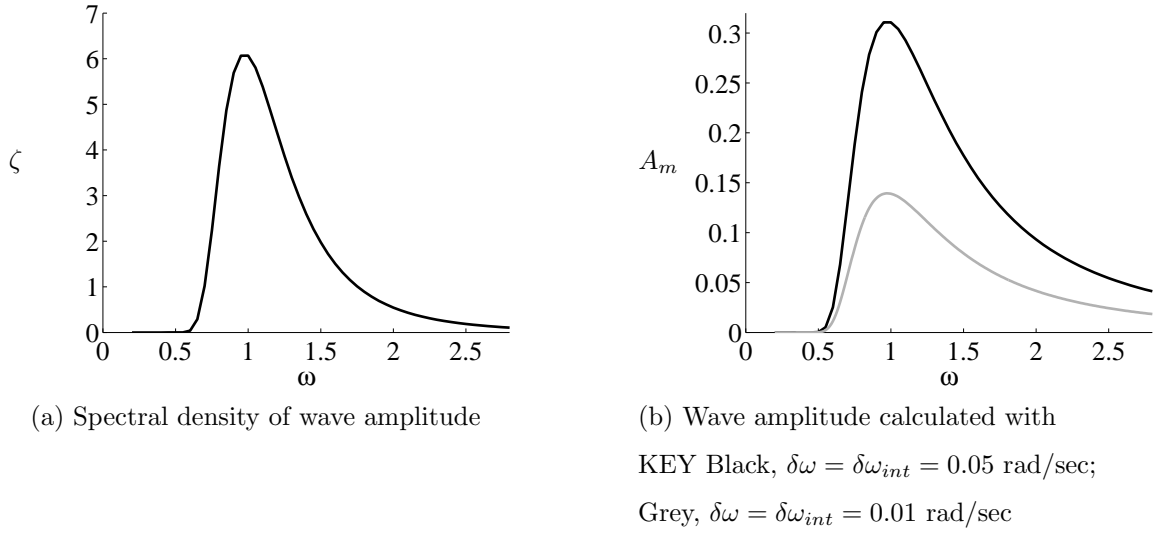 7
6
5
4
3
2
1
0
ζ
0 0.5 1 1.5 2 2.5
ω
(a) Spectral density of wave amplitude
0.3
0.25
0.2
0.15
0.1
0.05
0
A_m
0 0.5 1 1.5 2 2.5
ω
(b) Wave amplitude calculated with
KEY Black, δω = δω_int = 0.05 rad/sec;
Grey, δω = δω_int = 0.01 rad/sec